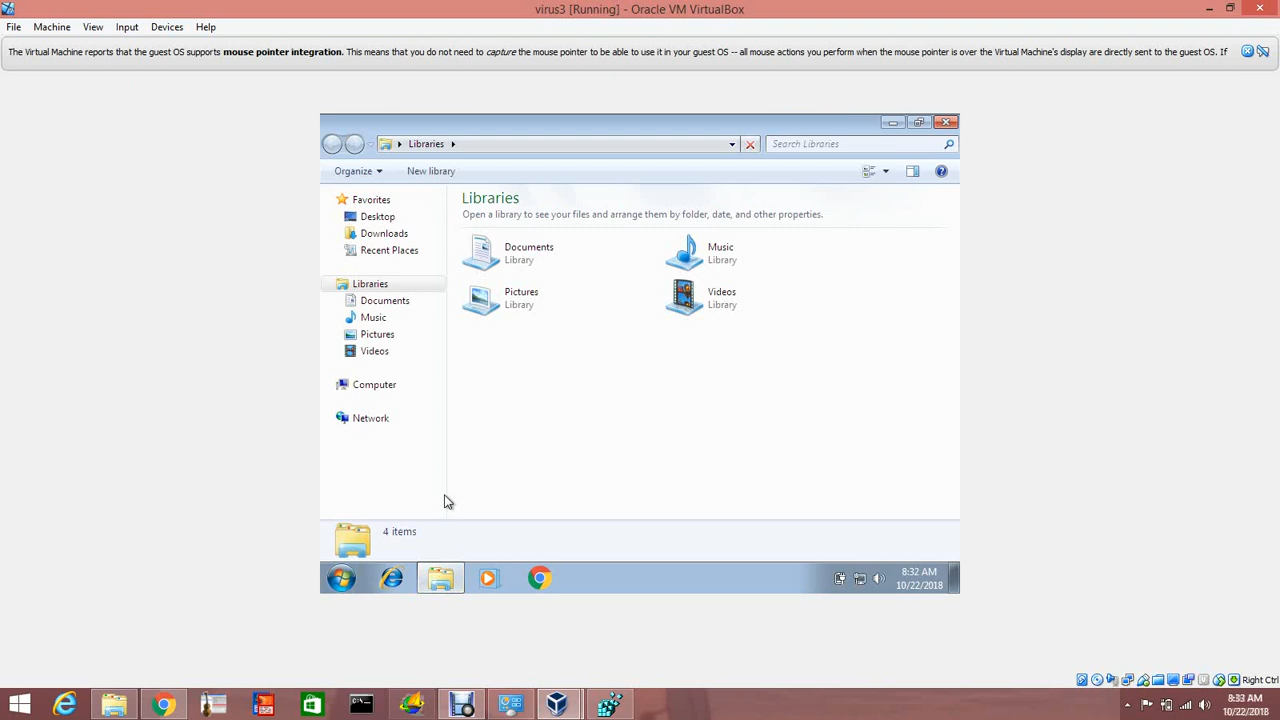 virus3 [Running] - Oracle VM VirtualBox
File Machine View Input Devices Help
The Virtual Machine reports that the guest OS supports mouse pointer integration. This means that you do not need to capture the mouse pointer to be able to use it in your guest OS -- all mouse actions you perform when the mouse pointer is over the Virtual Machine's display are directly sent to the guest OS. If
Libraries
Search Libraries
Organize New library
Favorites
Desktop
Downloads
Recent Places
Libraries
Documents
Music
Pictures
Videos
Computer
Network
Libraries
Open a library to see your files and arrange them by folder, date, and other properties.
Documents
Library
Music
Library
Pictures
Library
Videos
Library
4 items
8:32 AM
10/22/2018
Right Ctrl
8:33 AM
10/22/2018